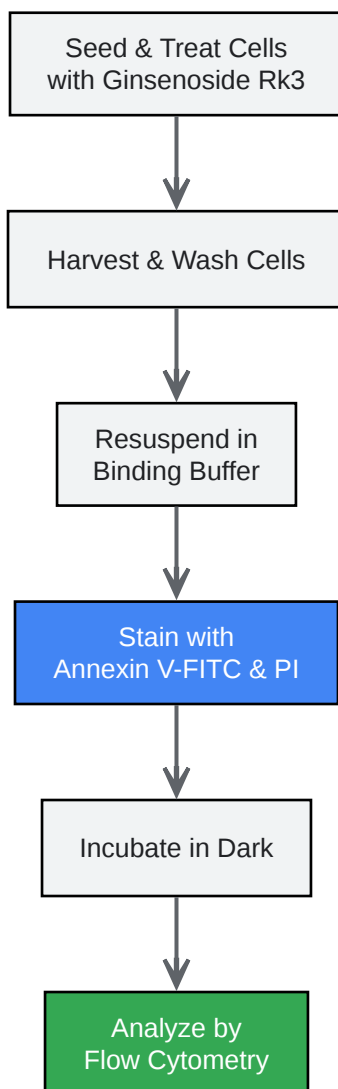 Seed & Treat Cells
with Ginsenoside Rk3
Harvest & Wash Cells
Resuspend in
Binding Buffer
Stain with
Annexin V-FITC & PI
Incubate in Dark
Analyze by
Flow Cytometry